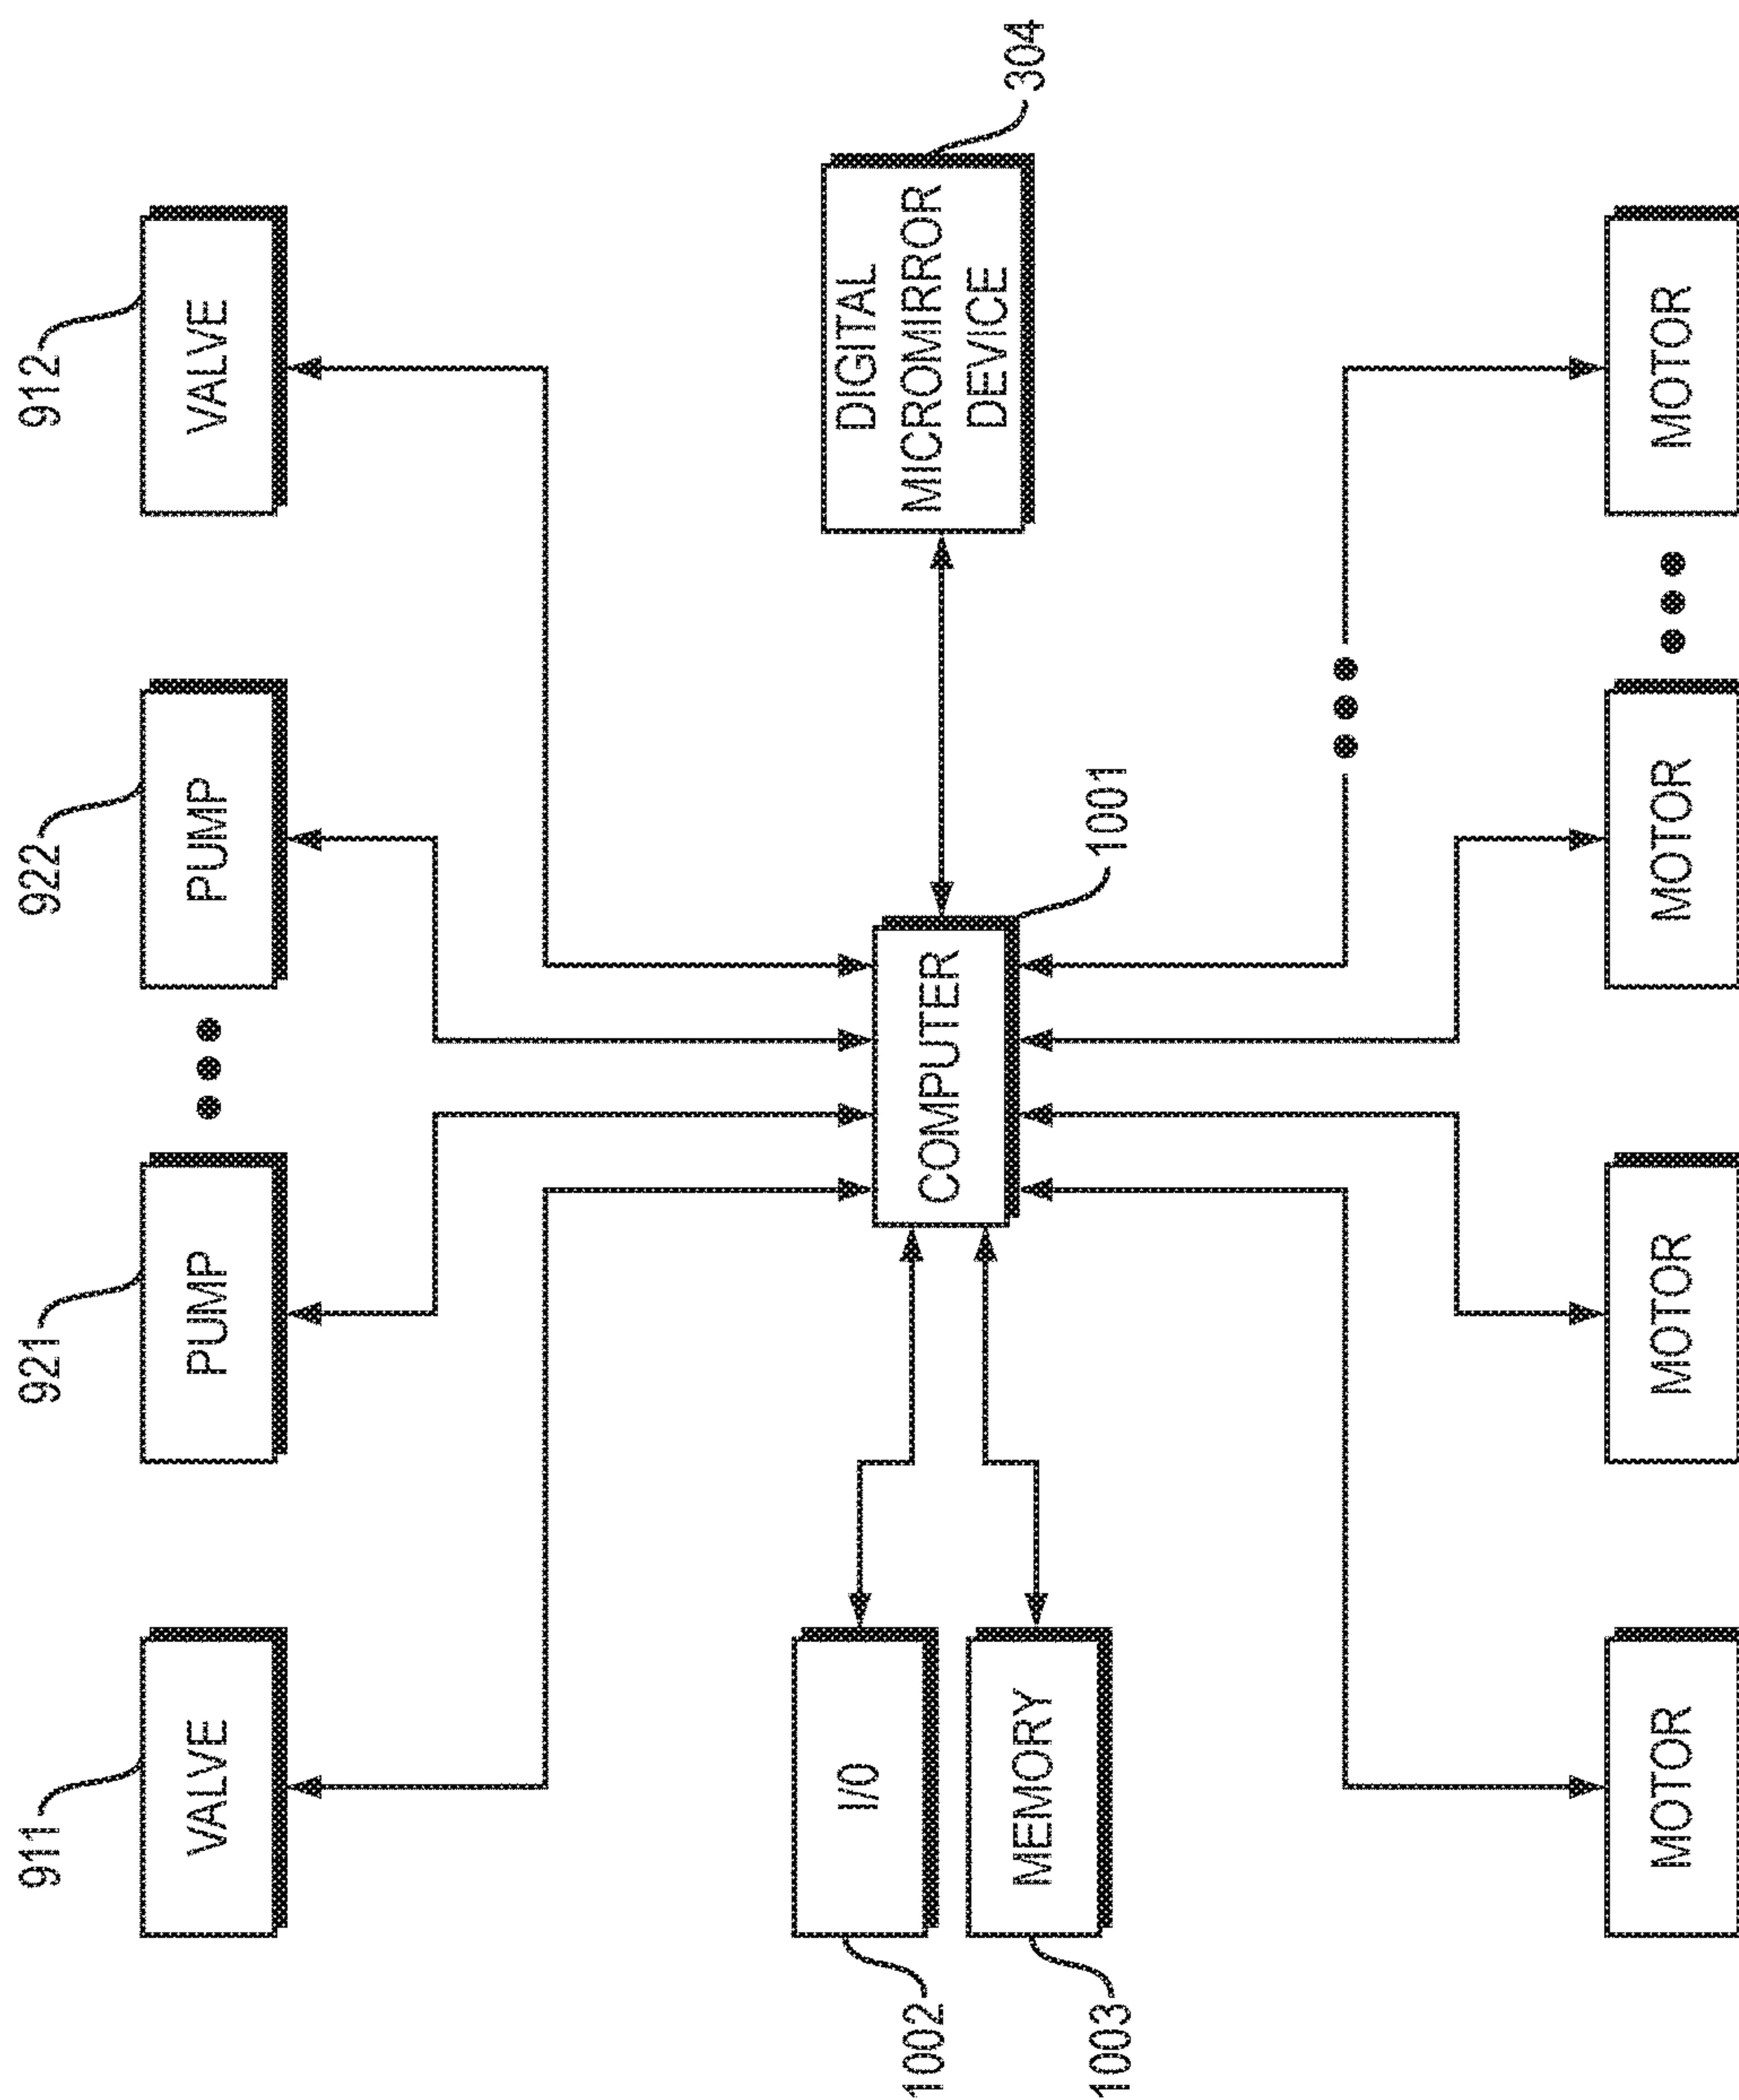 911
921
922
912
VALVE
PUMP
PUMP
VALVE
1002
I/O
1003
MEMORY
COMPUTER
1001
DIGITAL
MICROMIRROR
DEVICE
304
MOTOR
MOTOR
MOTOR
MOTOR